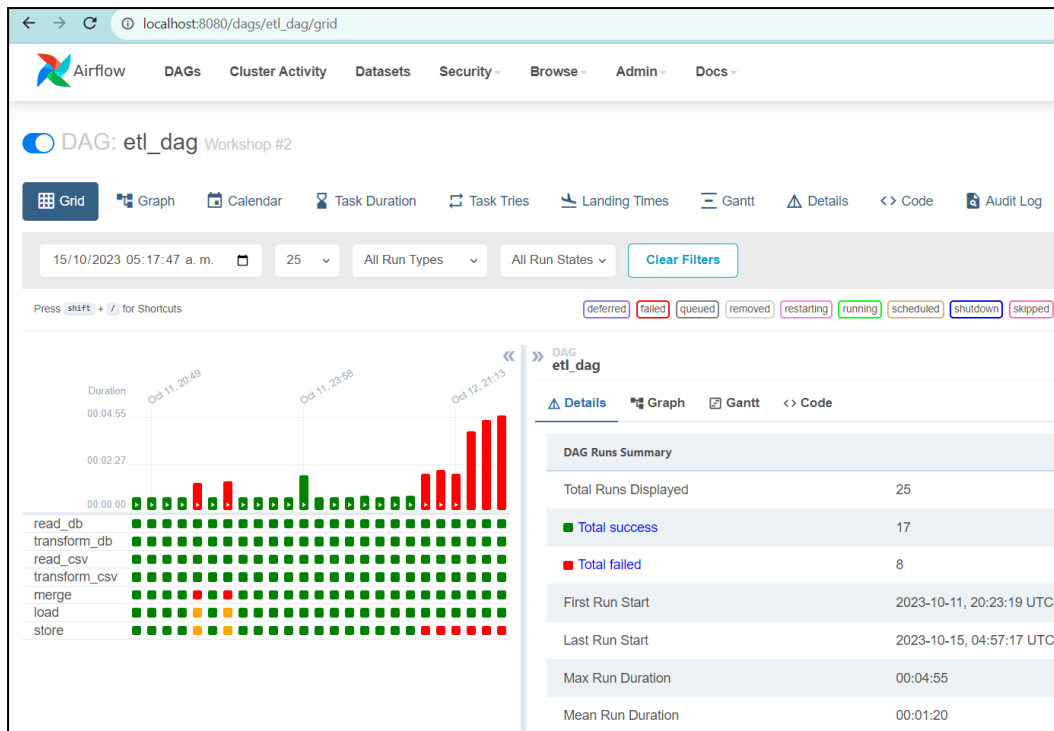 localhost:8080/dags/etl_dag/grid
Airflow DAGs Cluster Activity Datasets Security Browse Admin Docs
DAG: etl_dag Workshop #2
Grid Graph Calendar Task Duration Task Tries Landing Times Gantt Details <> Code Audit Log
15/10/2023 05:17:47 a. m. 25 All Run Types All Run States Clear Filters
Press shift + / for Shortcuts
deferred failed queued removed restarting running scheduled shutdown skipped
Duration
Oct 11, 20:49
Oct 11, 23:58
Oct 12, 21:13
00:04:55
00:02:27
00:00:00
read_db
transform_db
read_csv
transform_csv
merge
load
store
DAG
etl_dag
Details Graph Gantt <> Code
DAG Runs Summary
Total Runs Displayed 25
Total success 17
Total failed 8
First Run Start 2023-10-11, 20:23:19 UTC
Last Run Start 2023-10-15, 04:57:17 UTC
Max Run Duration 00:04:55
Mean Run Duration 00:01:20